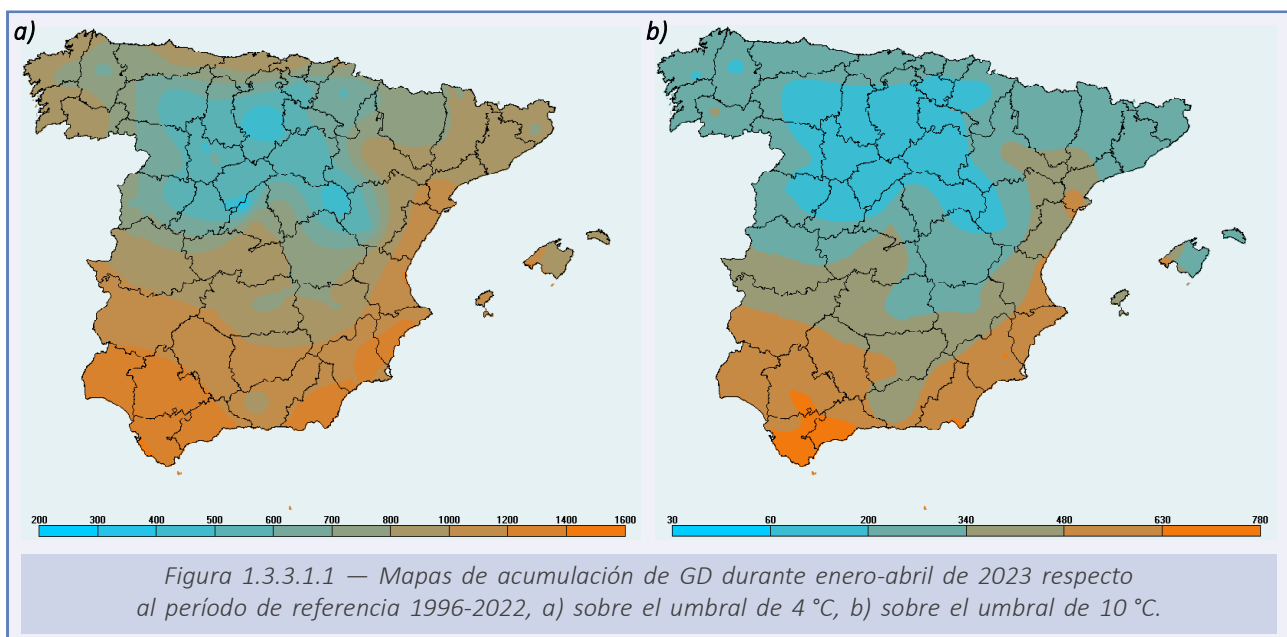 a)
b)
200 300 400 500 600 800 1000 1200 1400 1600
30 60 200 340 480 630 780
Figura 1.3.3.1.1 — Mapas de acumulación de GD durante enero-abril de 2023 respecto
al período de referencia 1996-2022, a) sobre el umbral de 4 °C, b) sobre el umbral de 10 °C.